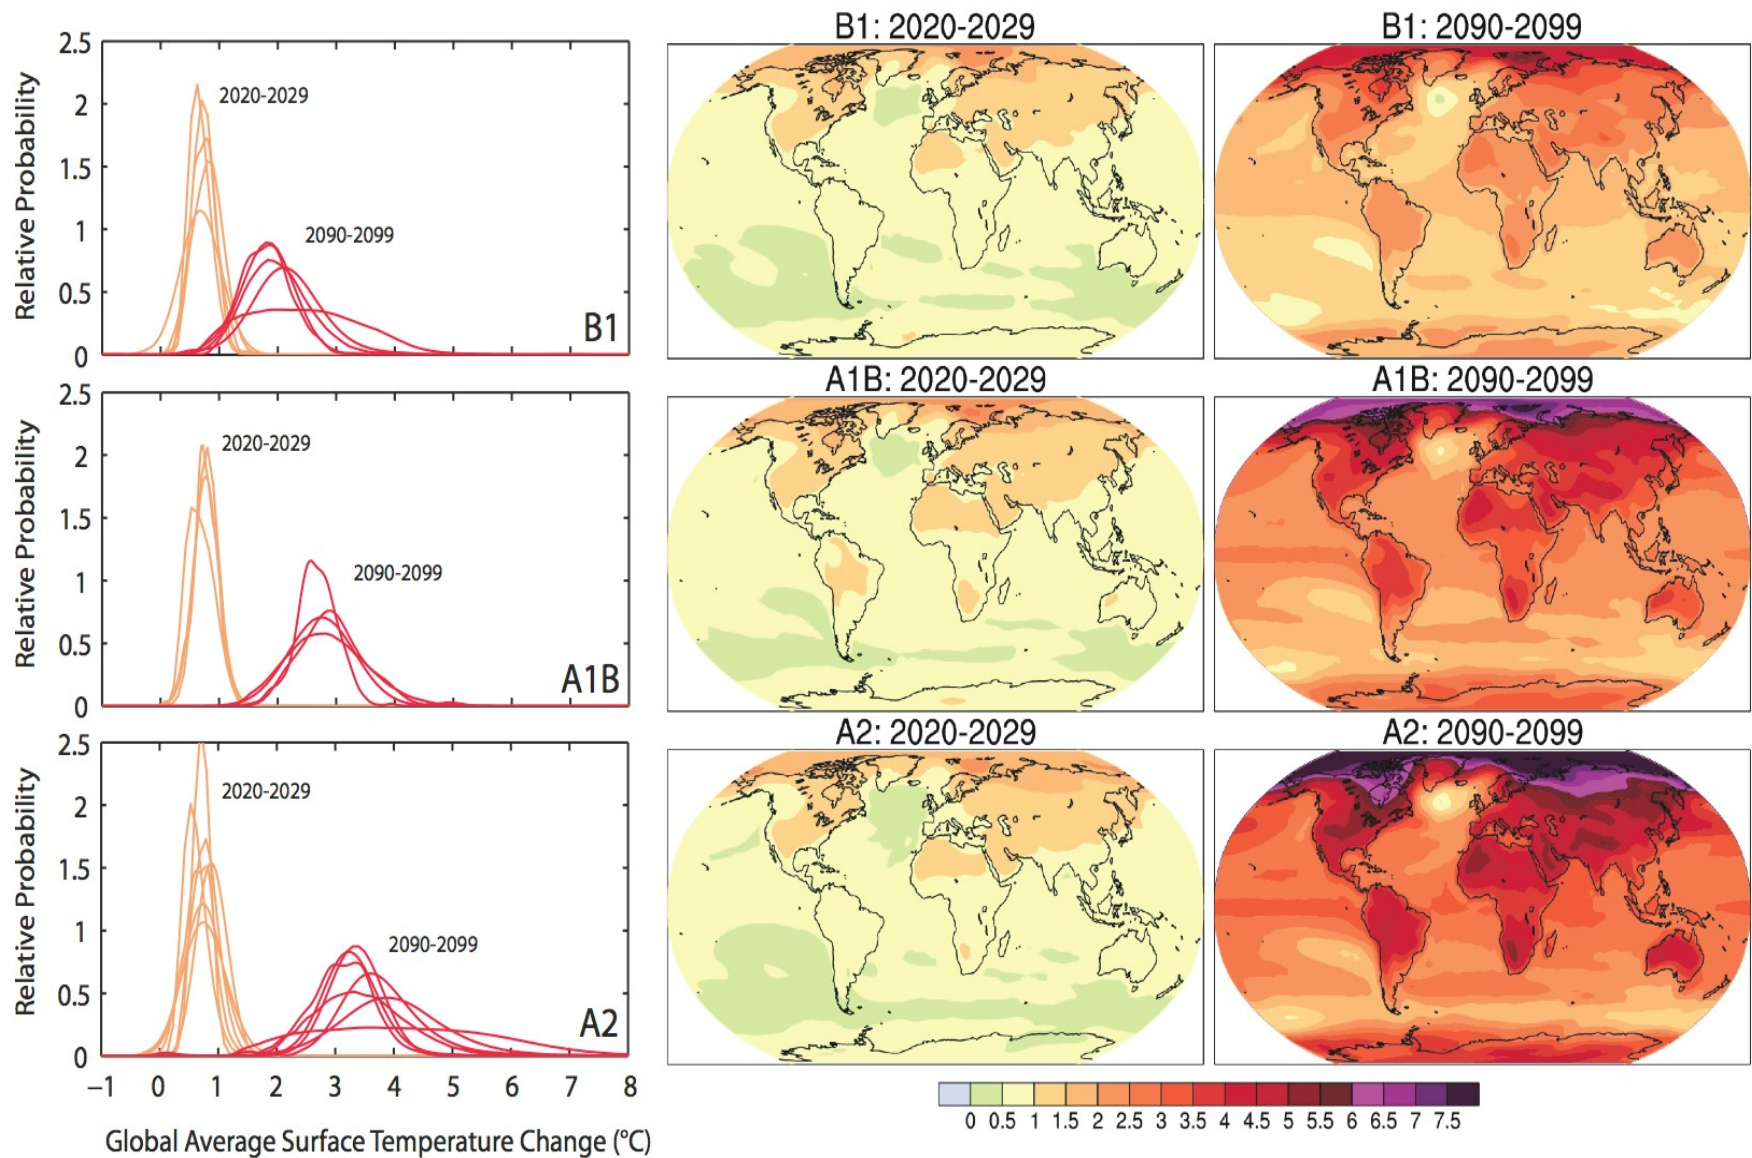 B1: 2020-2029
B1: 2090-2099
2.5
2
1.5
1
0.5
0
Relative Probability
2020-2029
2090-2099
B1
A1B: 2020-2029
A1B: 2090-2099
2.5
2
1.5
1
0.5
0
Relative Probability
2020-2029
2090-2099
A1B
A2: 2020-2029
A2: 2090-2099
2.5
2
1.5
1
0.5
0
Relative Probability
2020-2029
2090-2099
A2
−1 0 1 2 3 4 5 6 7 8
Global Average Surface Temperature Change (°C)
0 0.5 1 1.5 2 2.5 3 3.5 4 4.5 5 5.5 6 6.5 7 7.5